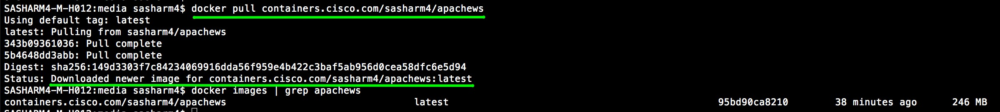 SASHARM4-M-H012:media sasharm4$ docker pull containers.cisco.com/sasharm4/apachews
Using default tag: latest
latest: Pulling from sasharm4/apachews
343b09361036: Pull complete
5b4648dd3abb: Pull complete
Digest: sha256:149d3303f7c84234069916dda56f959e4b422c3baf5ab956d0cea58dfc6e5d94
Status: Downloaded newer image for containers.cisco.com/sasharm4/apachews:latest
SASHARM4-M-H012:media sasharm4$ docker images | grep apachews
containers.cisco.com/sasharm4/apachews latest 95bd90ca8210 38 minutes ago 246 MB
SASHARM4-M-H012:media sasharm4$